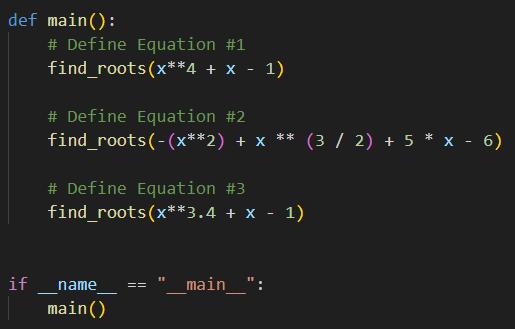 def main():
    # Define Equation #1
    find_roots(x**4 + x - 1)
    # Define Equation #2
    find_roots(-(x**2) + x ** (3 / 2) + 5 * x - 6)
    # Define Equation #3
    find_roots(x**3.4 + x - 1)
if __name__ == "__main__":
    main()